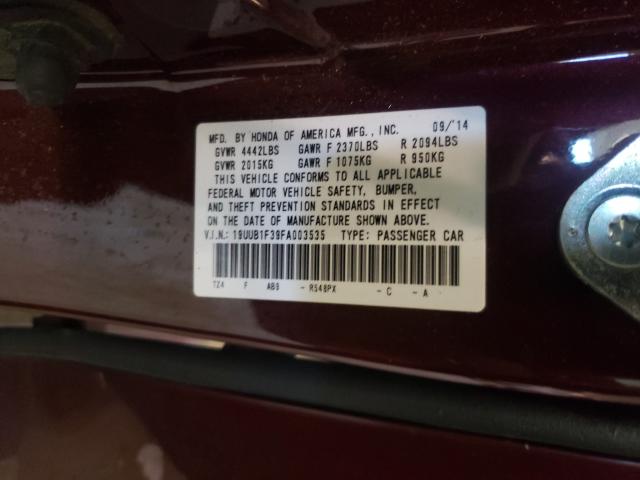 MFD. BY HONDA OF AMERICA MFG., INC. 09/'14
GVWR 4442LBS GAWR F 2370LBS R 2094LBS
GVWR 2015KG GAWR F 1075KG R 950KG
THIS VEHICLE CONFORMS TO ALL APPLICABLE
FEDERAL MOTOR VEHICLE SAFETY, BUMPER,
AND THEFT PREVENTION STANDARDS IN EFFECT
ON THE DATE OF MANUFACTURE SHOWN ABOVE.
V.I.N.: 19UUB1F39FA003535 TYPE: PASSENGER CAR
TZ4 F AB9 - R548PX - C - A